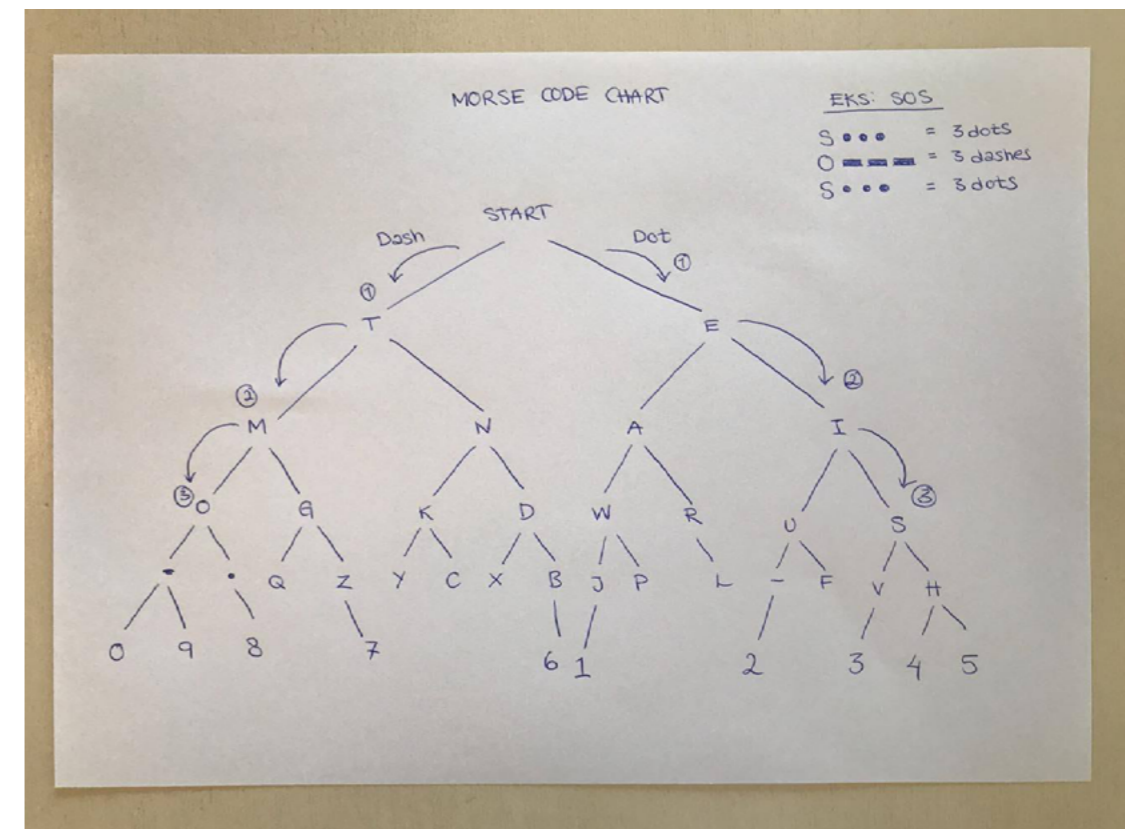 MORSE CODE CHART
EKS: SOS
S • • • = 3 dots
O — — — = 3 dashes
S • • • = 3 dots
START
Dash Dot
① ①
T E
② ②
M N A I
③ O G K D W R U S ③
- • Q Z Y C X B J P L - F V H
0 9 8 7 6 1 2 3 4 5